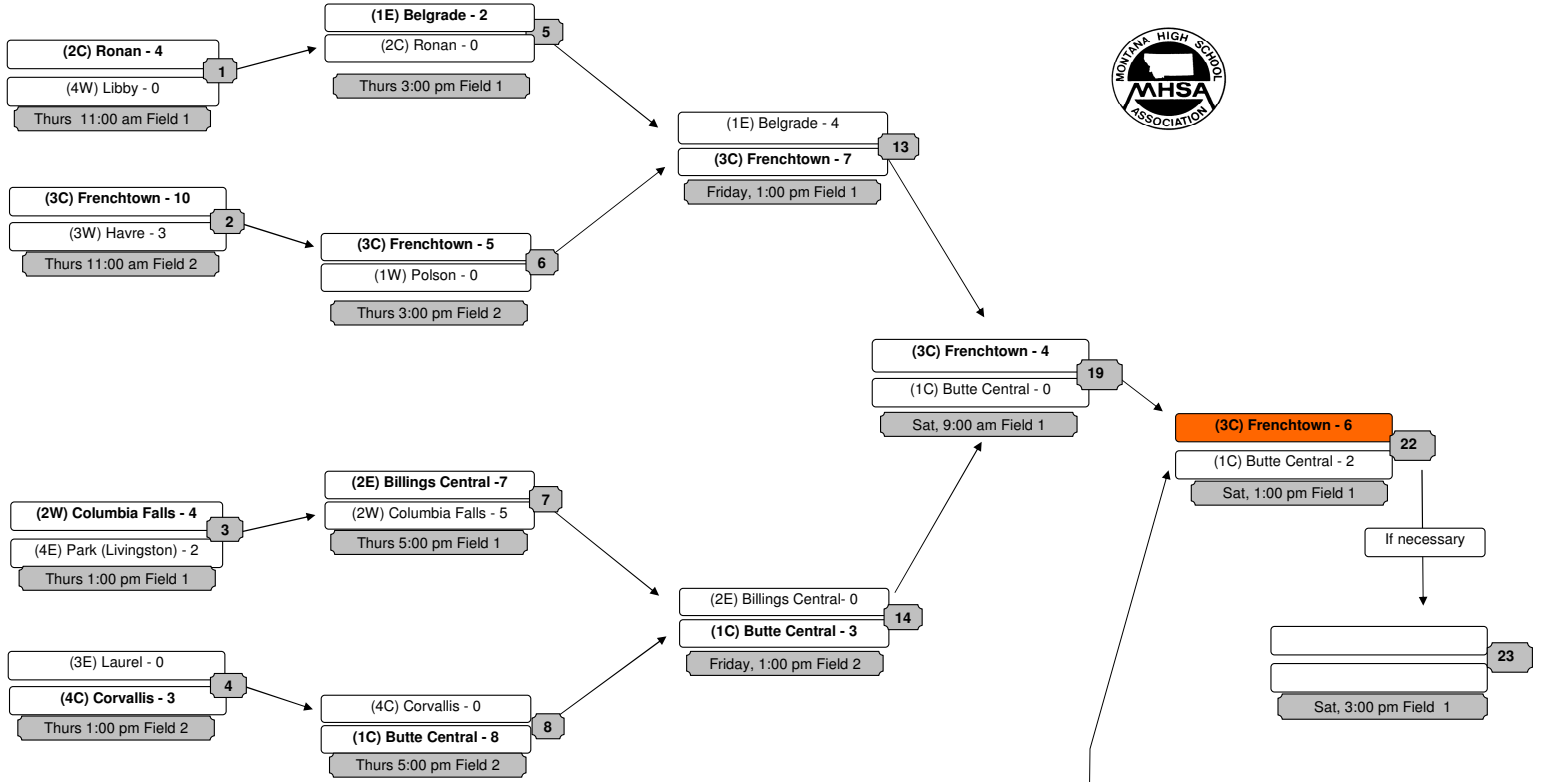 (2C) Ronan - 4
(4W) Libby - 0
1
Thurs  11:00 am Field 1
(3C) Frenchtown - 10
(3W) Havre - 3
2
Thurs 11:00 am Field 2
(2W) Columbia Falls - 4
(4E) Park (Livingston) - 2
3
Thurs 1:00 pm Field 1
(3E) Laurel - 0
(4C) Corvallis - 3
4
Thurs 1:00 pm Field 2
(1E) Belgrade - 2
(2C) Ronan - 0
5
Thurs 3:00 pm Field 1
(3C) Frenchtown - 5
(1W) Polson - 0
6
Thurs 3:00 pm Field 2
(2E) Billings Central -7
(2W) Columbia Falls - 5
7
Thurs 5:00 pm Field 1
(4C) Corvallis - 0
(1C) Butte Central - 8
8
Thurs 5:00 pm Field 2
(1E) Belgrade - 4
(3C) Frenchtown - 7
13
Friday, 1:00 pm Field 1
(2E) Billings Central- 0
(1C) Butte Central - 3
14
Friday, 1:00 pm Field 2
(3C) Frenchtown - 4
(1C) Butte Central - 0
19
Sat, 9:00 am Field 1
MONTANA HIGH SCHOOL
MHSA
ASSOCIATION
(3C) Frenchtown - 6
(1C) Butte Central - 2
22
Sat, 1:00 pm Field 1
If necessary
23
Sat, 3:00 pm Field  1